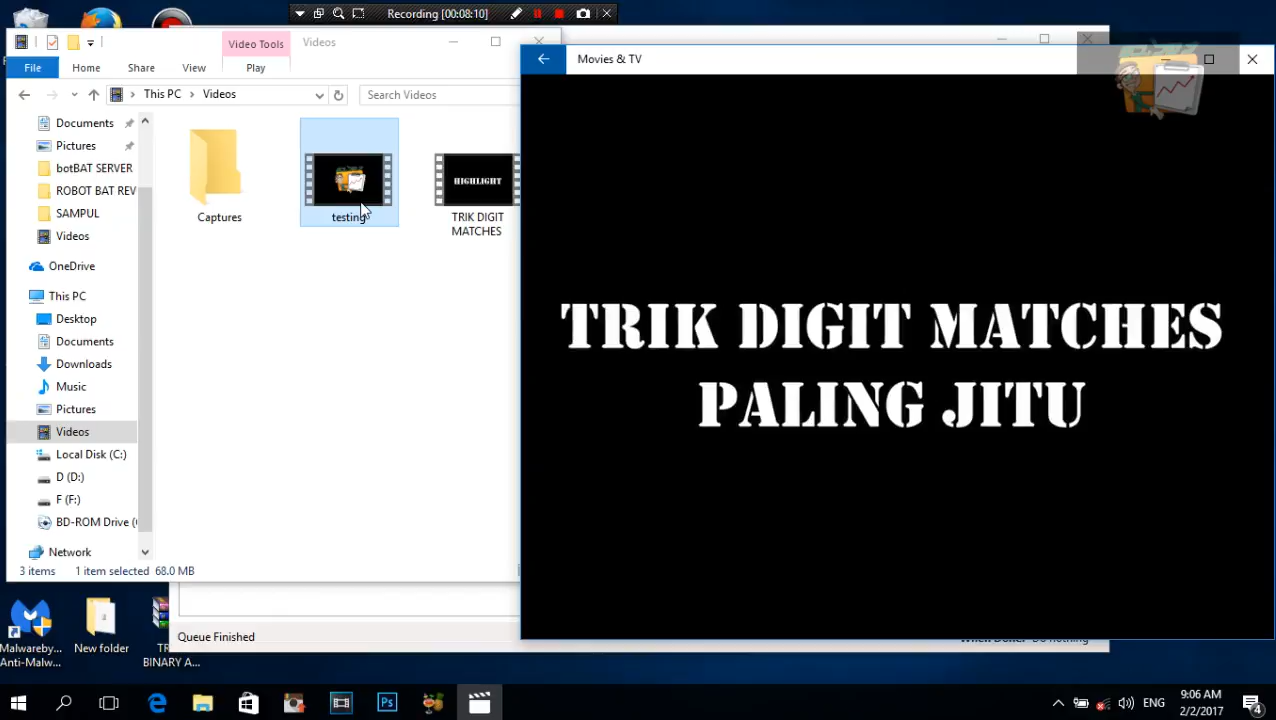 Recording [00:08:10]
Video Tools
Videos
File
Home
Share
View
Play
This PC
Videos
Search Videos
Documents
Pictures
botBAT SERVER
ROBOT BAT REV
SAMPUL
Videos
OneDrive
This PC
Desktop
Documents
Downloads
Music
Pictures
Videos
Local Disk (C:)
D (D:)
F (F:)
BD-ROM Drive (
Network
Captures
testing
HIGHLIGHT
TRIK DIGIT
MATCHES
3 items
1 item selected
68.0 MB
Movies & TV
TRIK DIGIT MATCHES
PALING JITU
Queue Finished
Malwareby...
Anti-Malw...
New folder
BINARY A...
ENG
9:06 AM
2/2/2017
4
Ps